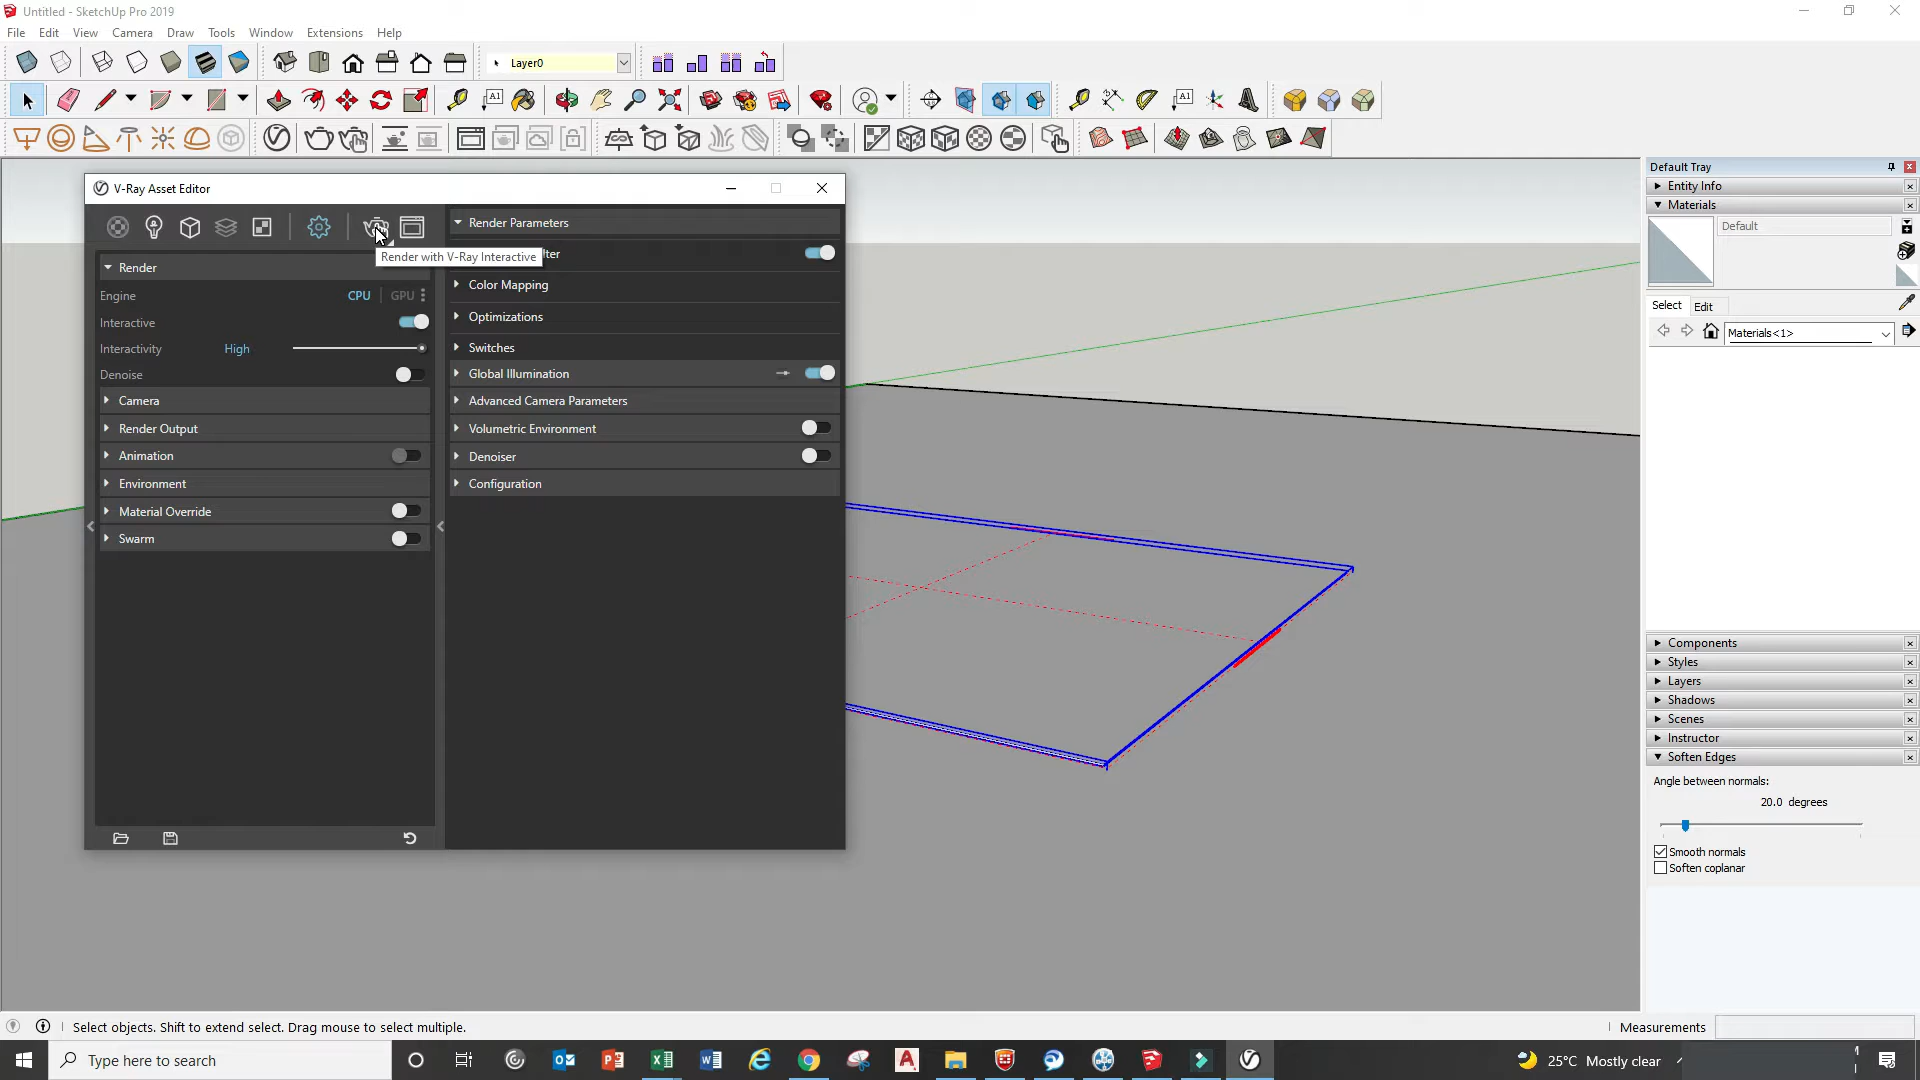 Untitled - SketchUp Pro 2019
File Edit View Camera Draw Tools Window Extensions Help
Layer0
A1
A1
V-Ray Asset Editor
Render with V-Ray Interactive
Render
Engine CPU GPU
Interactive
Interactivity High
Denoise
Camera
Render Output
Animation
Environment
Material Override
Swarm
Render Parameters
lter
Color Mapping
Optimizations
Switches
Global Illumination
Advanced Camera Parameters
Volumetric Environment
Denoiser
Configuration
Default Tray
Entity Info
Materials
Default
Select Edit
Materials<1>
Components
Styles
Layers
Shadows
Scenes
Instructor
Soften Edges
Angle between normals:
20.0 degrees
Smooth normals
Soften coplanar
Select objects. Shift to extend select. Drag mouse to select multiple.
Measurements
Type here to search
25°C Mostly clear